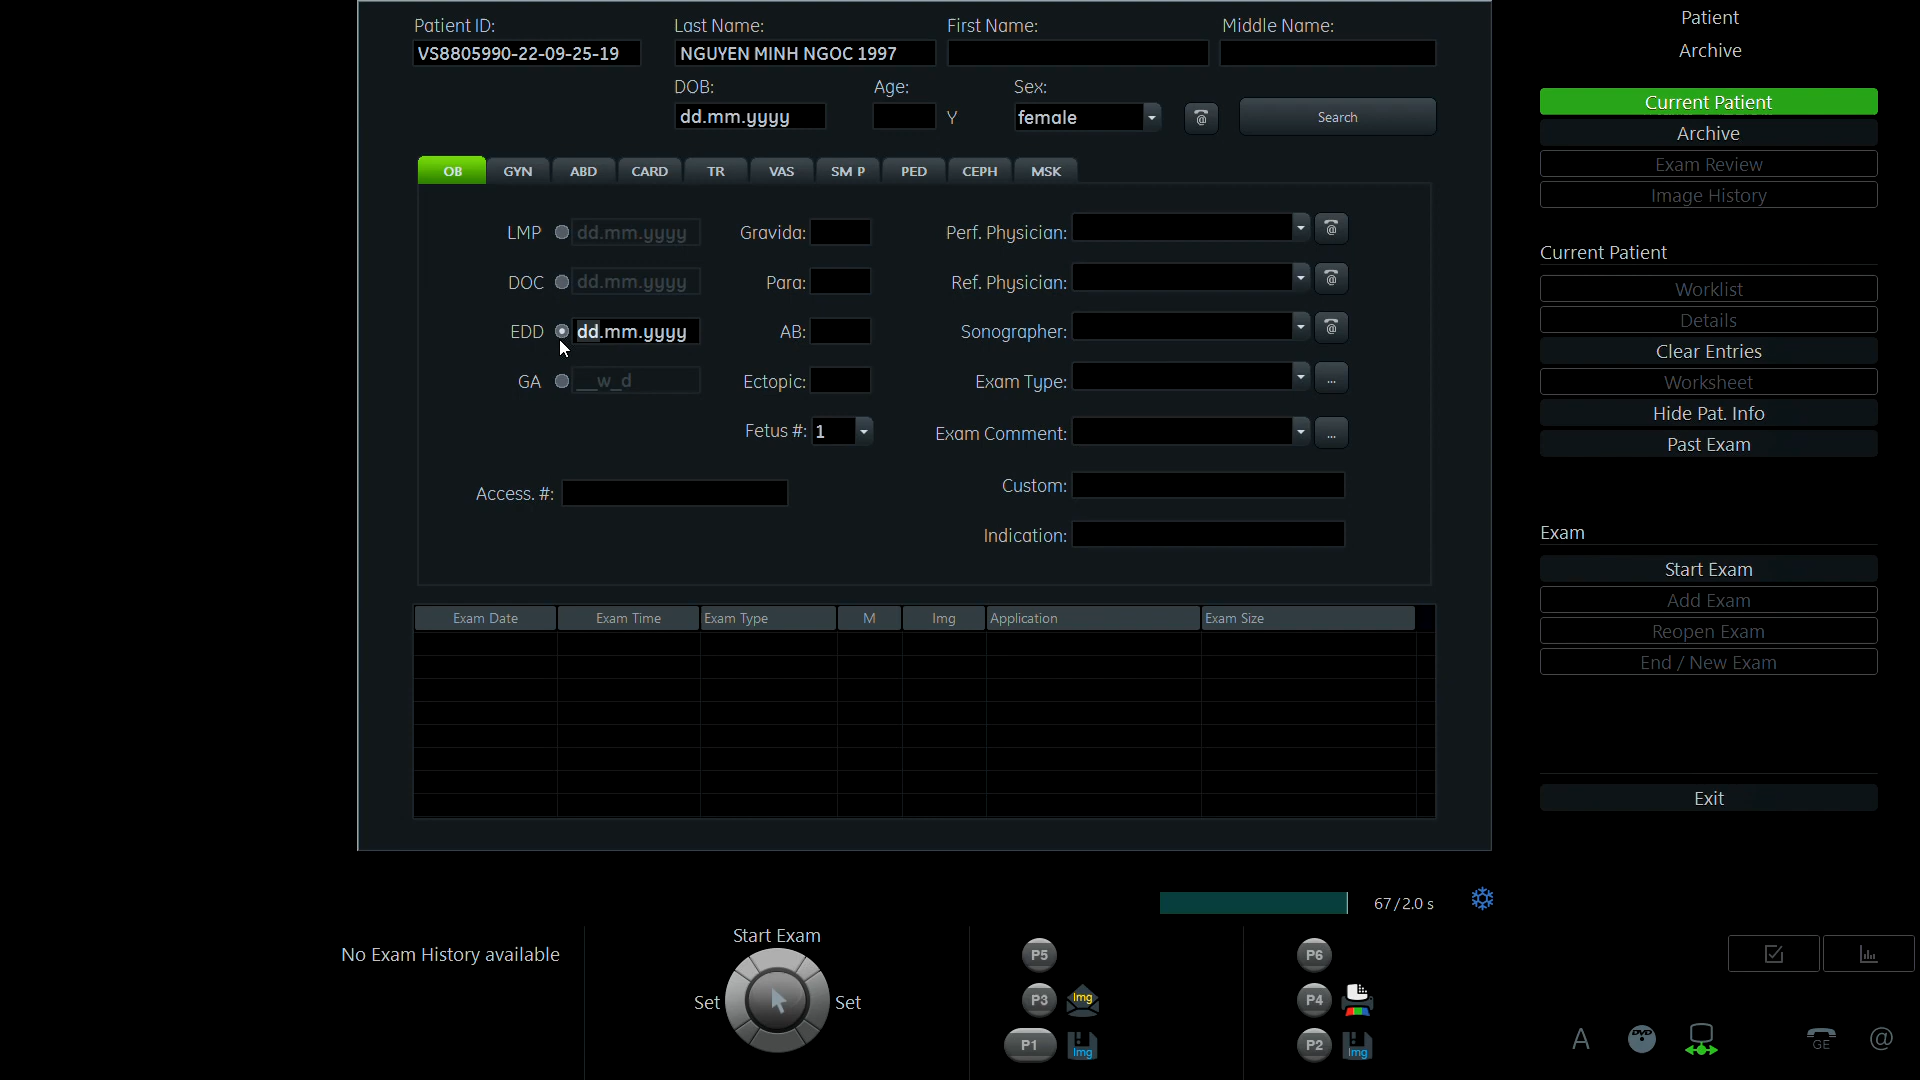 Patient ID: Last Name: First Name: Middle Name:
VS8805990-22-09-25-19 NGUYEN MINH NGOC 1997
DOB: Age: Sex:
dd.mm.yyyy Y female @ Search
OB GYN ABD CARD TR VAS SM P PED CEPH MSK
LMP dd.mm.yyyy Gravida: Perf. Physician: @
DOC dd.mm.yyyy Para: Ref. Physician: @
EDD dd.mm.yyyy AB: Sonographer: @
GA __w_d Ectopic: Exam Type: ...
Fetus #: 1 Exam Comment: ...
Access. #: Custom:
Indication:
Exam Date Exam Time Exam Type M Img Application Exam Size
67/2.0 s
No Exam History available
Start Exam
Set Set
P5
P3 Img
P1 Img
P6
P4
P2 Img
Patient
Archive
Current Patient
Archive
Exam Review
Image History
Current Patient
Worklist
Details
Clear Entries
Worksheet
Hide Pat. Info
Past Exam
Exam
Start Exam
Add Exam
Reopen Exam
End / New Exam
Exit
A DVD GE @